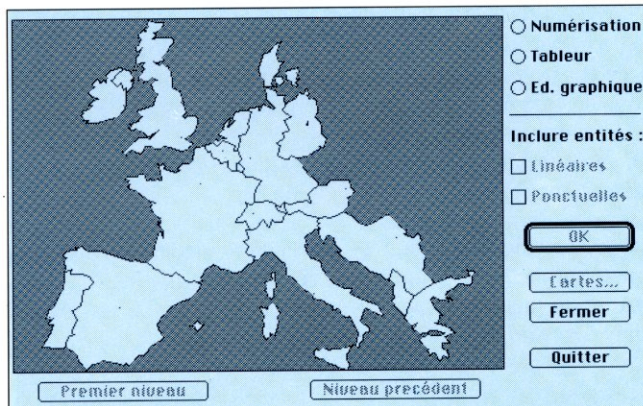 Numérisation
Tableur
Ed. graphique
Inclure entités :
Linéaires
Ponctuelles
OK
Cartes...
Fermer
Quitter
Premier niveau
Niveau precédent